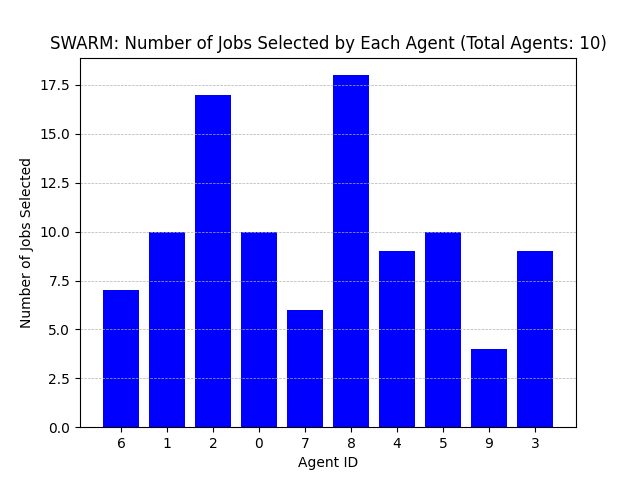 SWARM: Number of Jobs Selected by Each Agent (Total Agents: 10)
Number of Jobs Selected
17.5
15.0
12.5
10.0
7.5
5.0
2.5
0.0
6 1 2 0 7 8 4 5 9 3
Agent ID